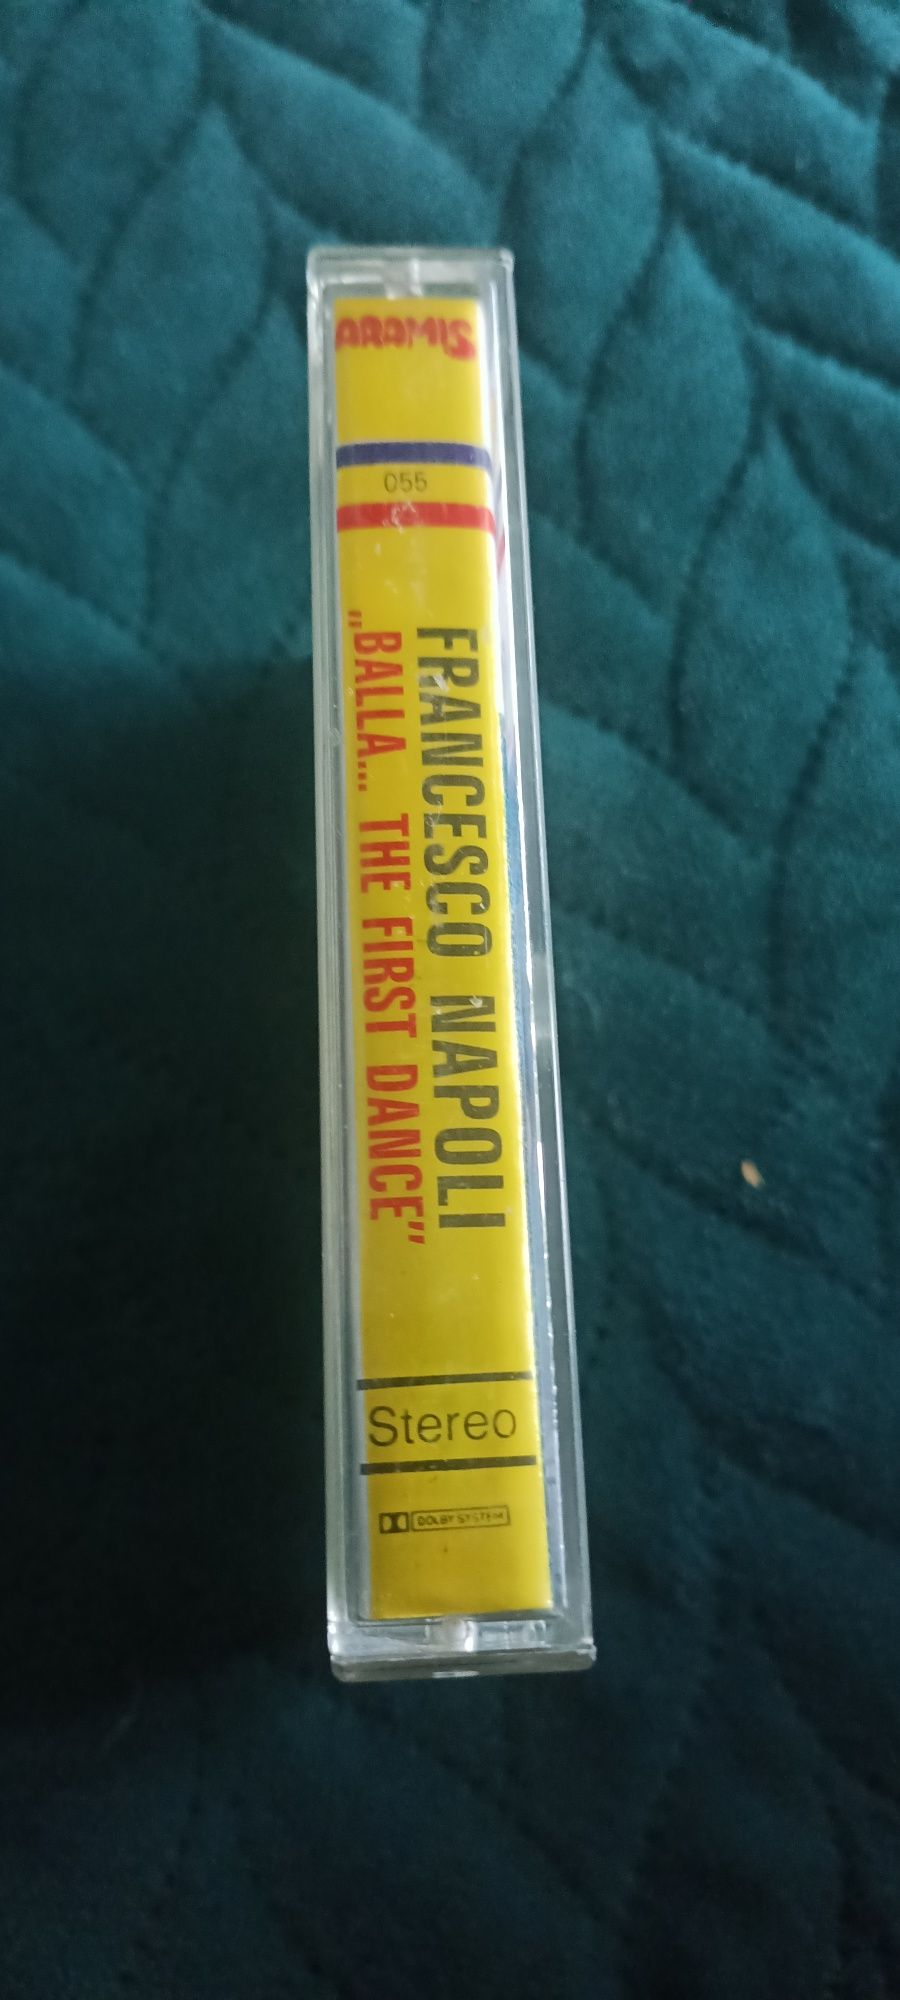 ARAMIS
055
FRANCESCO NAPOLI
„BALLA... THE FIRST DANCE”
Stereo
DOLBY SYSTEM